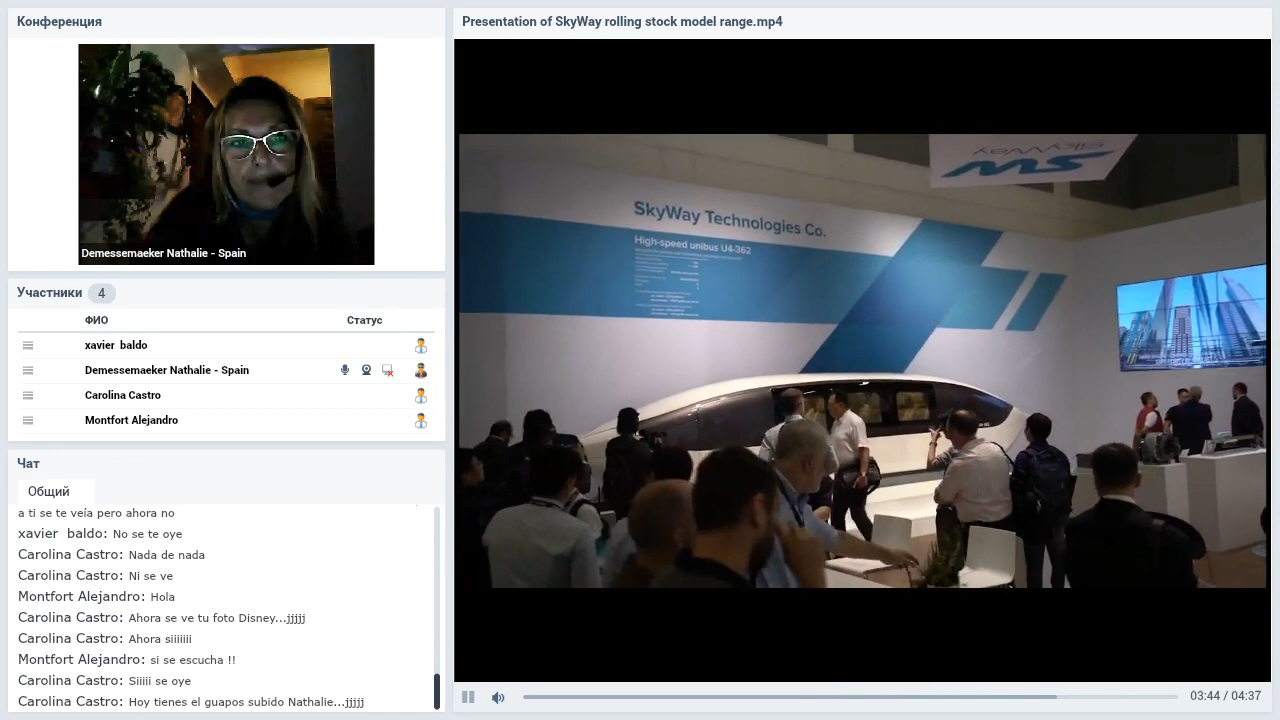 Конференция
Demessemaeker Nathalie - Spain
Участники 4
ФИО Статус
xavier baldo
Demessemaeker Nathalie - Spain
Carolina Castro
Montfort Alejandro
Чат
Общий
a ti se te veía pero ahora no
xavier baldo: No se te oye
Carolina Castro: Nada de nada
Carolina Castro: Ni se ve
Montfort Alejandro: Hola
Carolina Castro: Ahora se ve tu foto Disney...jjjjj
Carolina Castro: Ahora siiiiiii
Montfort Alejandro: si se escucha !!
Carolina Castro: Siiiii se oye
Carolina Castro: Hoy tienes el guapos subido Nathalie...jjjjj
Presentation of SkyWay rolling stock model range.mp4
SW
SKYWAY
SkyWay Technologies Co.
High-speed unibus U4-362
03:44 / 04:37